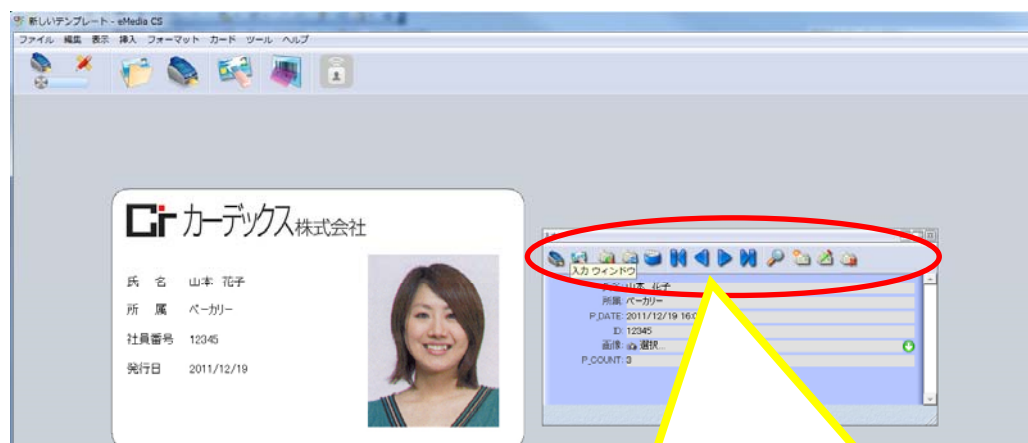 新しいテンプレート - eMedia CS
ファイル 編集 表示 挿入 フォーマット カード ツール ヘルプ
カーデックス株式会社
氏 名 山本 花子
所 属 ベーカリー
社員番号 12345
発行日 2011/12/19
入力 ウィンドウ
山本 花子
所属: ベーカリー
P_DATE: 2011/12/19 16:0
ID: 12345
画像: 選択...
P_COUNT: 3